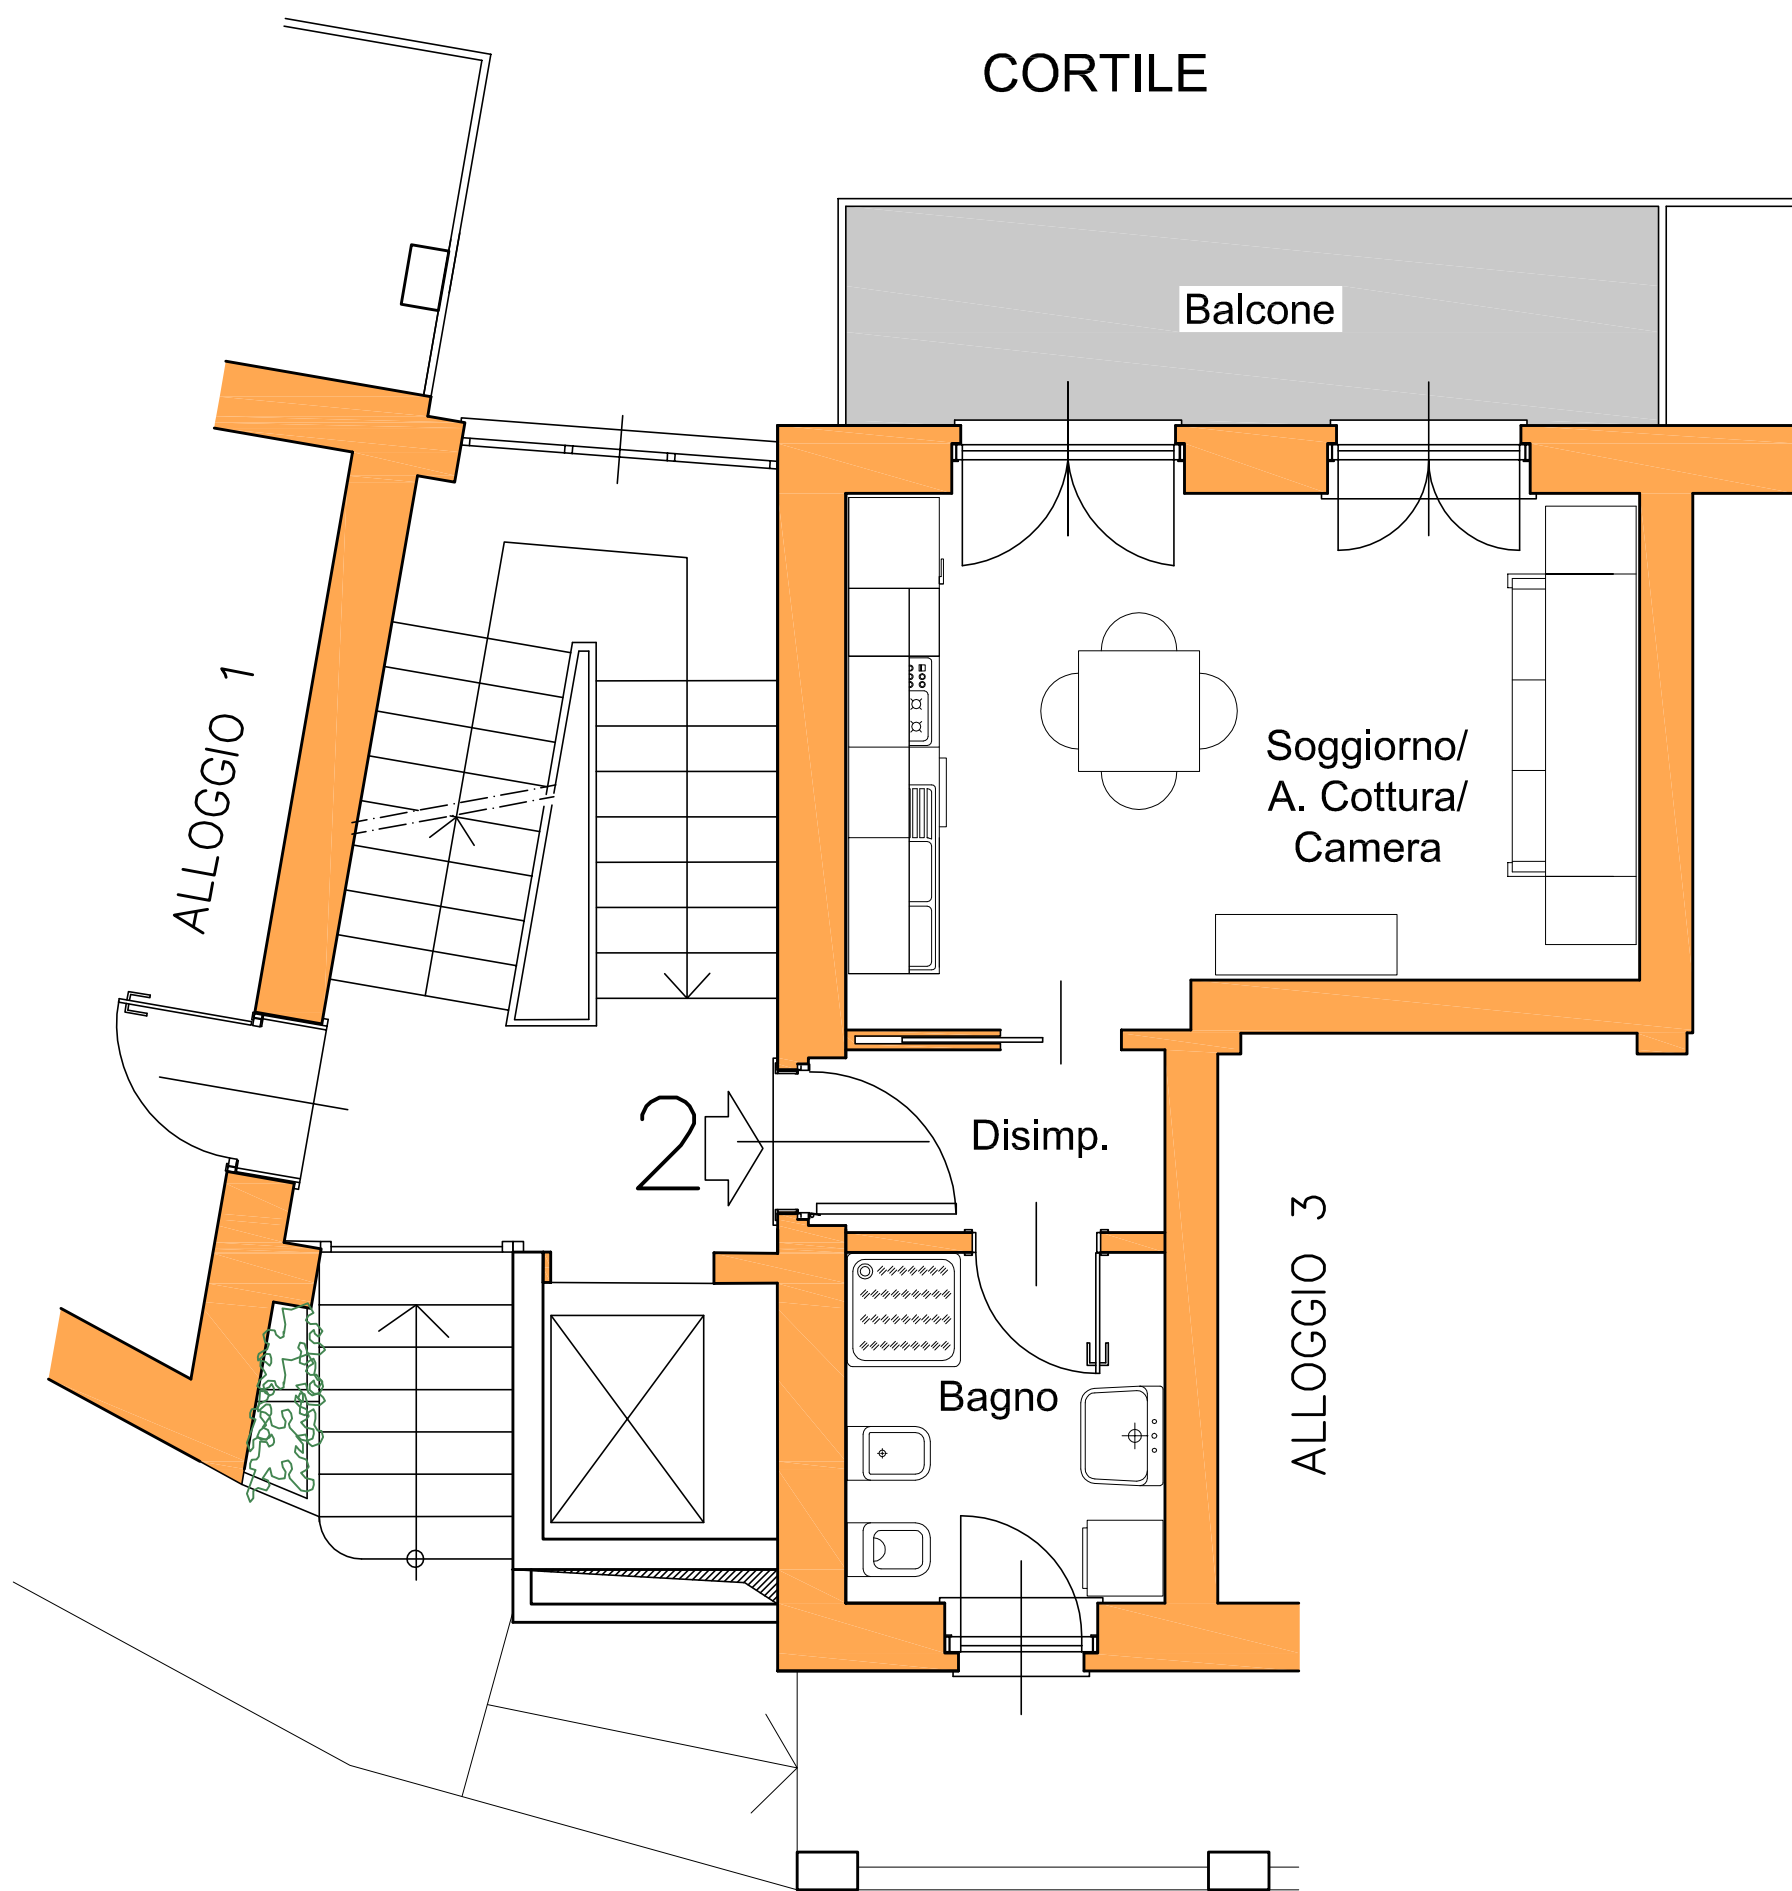 CORTILE
Balcone
ALLOGGIO 1
Soggiorno/
A. Cottura/
Camera
2
Disimp.
ALLOGGIO 3
Bagno